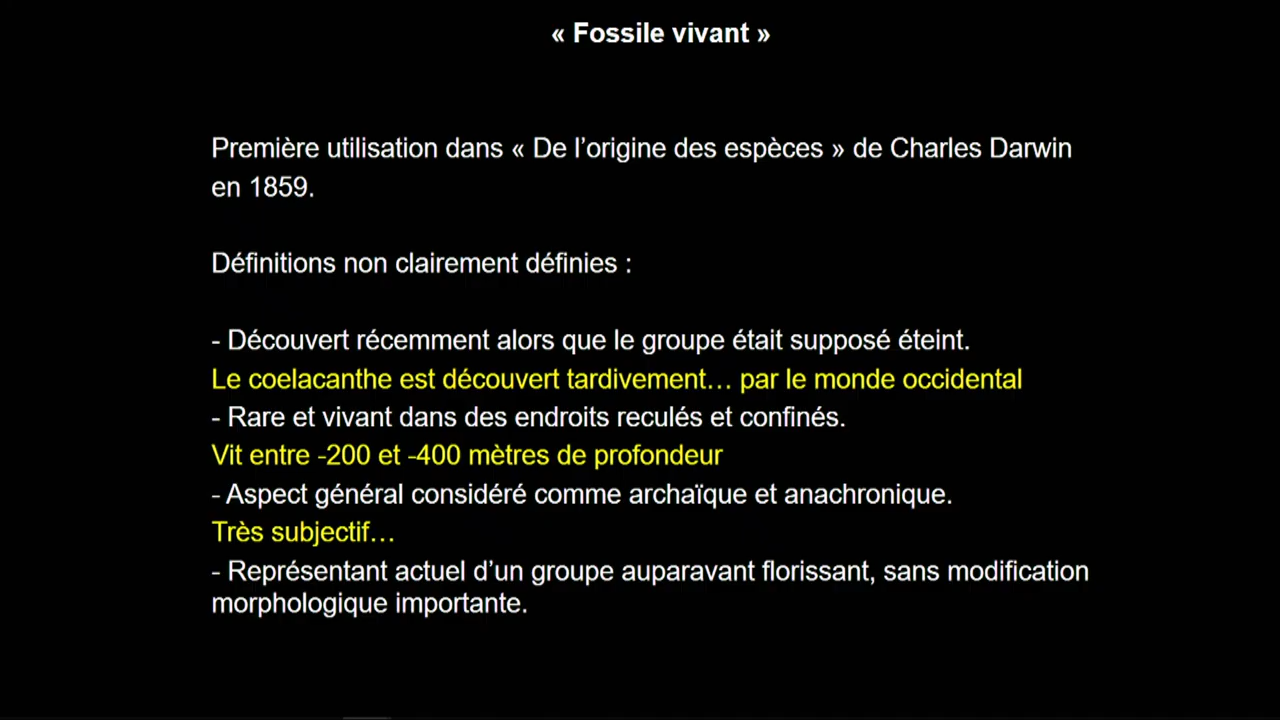 « Fossile vivant »
Première utilisation dans « De l’origine des espèces » de Charles Darwin
en 1859.
Définitions non clairement définies :
- Découvert récemment alors que le groupe était supposé éteint.
Le coelacanthe est découvert tardivement… par le monde occidental
- Rare et vivant dans des endroits reculés et confinés.
Vit entre -200 et -400 mètres de profondeur
- Aspect général considéré comme archaïque et anachronique.
Très subjectif…
- Représentant actuel d’un groupe auparavant florissant, sans modification
morphologique importante.